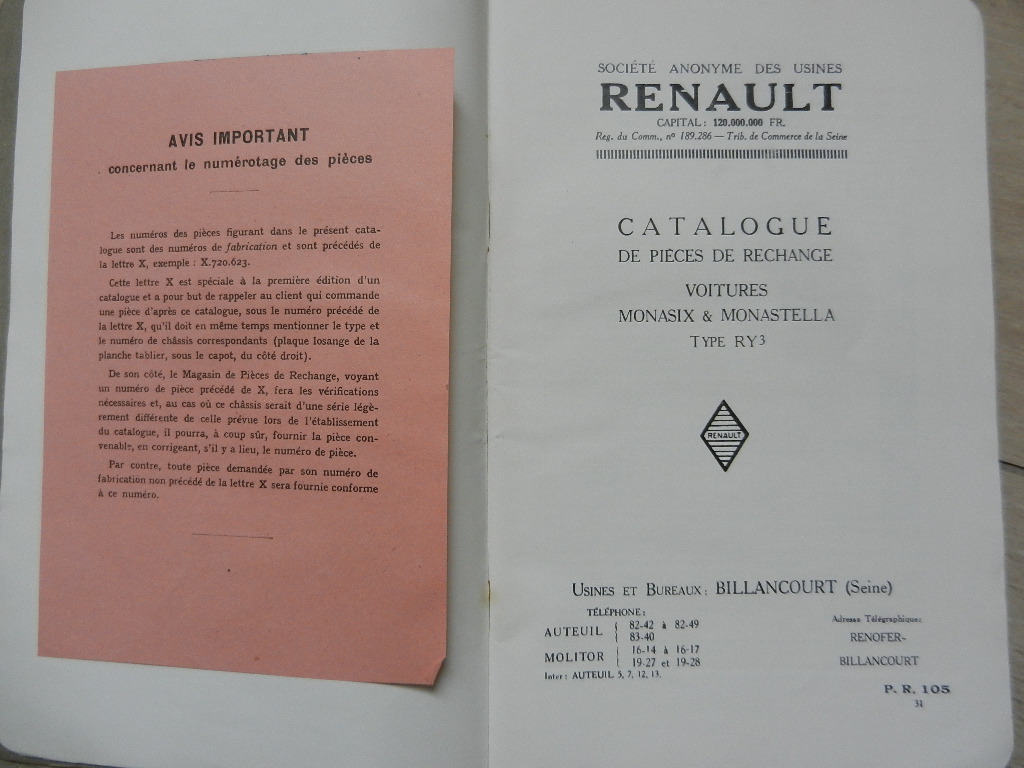 AVIS IMPORTANT
concernant le numérotage des pièces
Les numéros des pièces figurant dans le présent cata-
logue sont des numéros de fabrication et sont précédés de
la lettre X, exemple : X.720.623.
Cette lettre X est spéciale à la première édition d'un
catalogue et a pour but de rappeler au client qui commande
une pièce d'après ce catalogue, sous le numéro précédé de
la lettre X, qu'il doit en même temps mentionner le type et
le numéro de châssis correspondants (plaque losange de la
planche tablier, sous le capot, du côté droit).
De son côté, le Magasin de Pièces de Rechange, voyant
un numéro de pièce précédé de X, fera les vérifications
nécessaires et, au cas où ce châssis serait d'une série légè-
rement différente de celle prévue lors de l'établissement
du catalogue, il pourra, à coup sûr, fournir la pièce con-
venable, en corrigeant, s'il y a lieu, le numéro de pièce.
Par contre, toute pièce demandée par son numéro de
fabrication non précédé de la lettre X sera fournie conforme
à ce numéro.
SOCIÉTÉ ANONYME DES USINES
RENAULT
CAPITAL : 120.000.000 FR.
Reg. du Comm., nº 189.286 — Trib. de Commerce de la Seine
CATALOGUE
DE PIÈCES DE RECHANGE
VOITURES
MONASIX & MONASTELLA
TYPE RY3
RENAULT
USINES ET BUREAUX : BILLANCOURT (Seine)
TÉLÉPHONE :
AUTEUIL { 82-42 à 82-49
83-40
MOLITOR { 16-14 à 16-17
19-27 et 19-28
Inter : AUTEUIL 5, 7, 12, 13.
Adresse Télégraphique :
RENOFER-
BILLANCOURT
P. R. 105
31